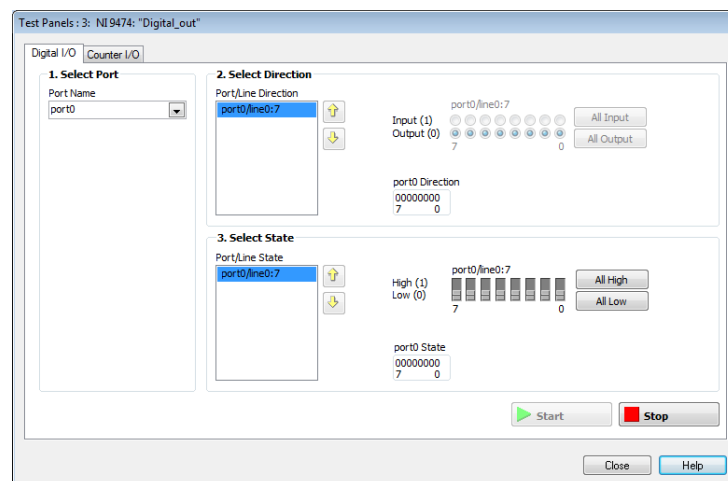 Test Panels : 3: NI 9474: "Digital_out"
Digital I/O
Counter I/O
1. Select Port
Port Name
port0
2. Select Direction
Port/Line Direction
port0/line0:7
port0/line0:7
Input (1)
Output (0)
7 0
All Input
All Output
port0 Direction
00000000
7 0
3. Select State
Port/Line State
port0/line0:7
port0/line0:7
High (1)
Low (0)
7 0
All High
All Low
port0 State
00000000
7 0
Start
Stop
Close
Help